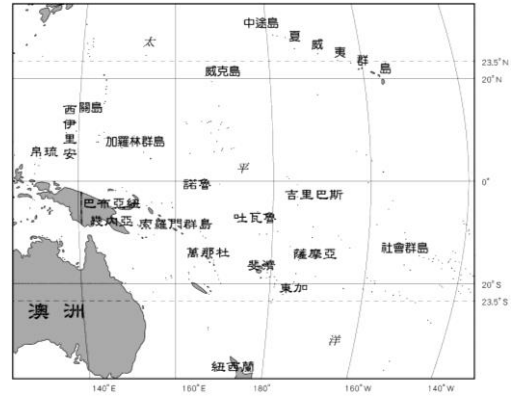 中途島
夏威夷群島
太
23.5°N
威克島
20°N
西伊里安
關島
加羅林群島
帛琉
平
諾魯
0°
吉里巴斯
巴布亞紐
幾內亞
索羅門群島
吐瓦魯
萬那杜
斐濟
薩摩亞
社會群島
東加
20°S
23.5°S
澳洲
洋
紐西蘭
140°E
160°E
180°
160°W
140°W